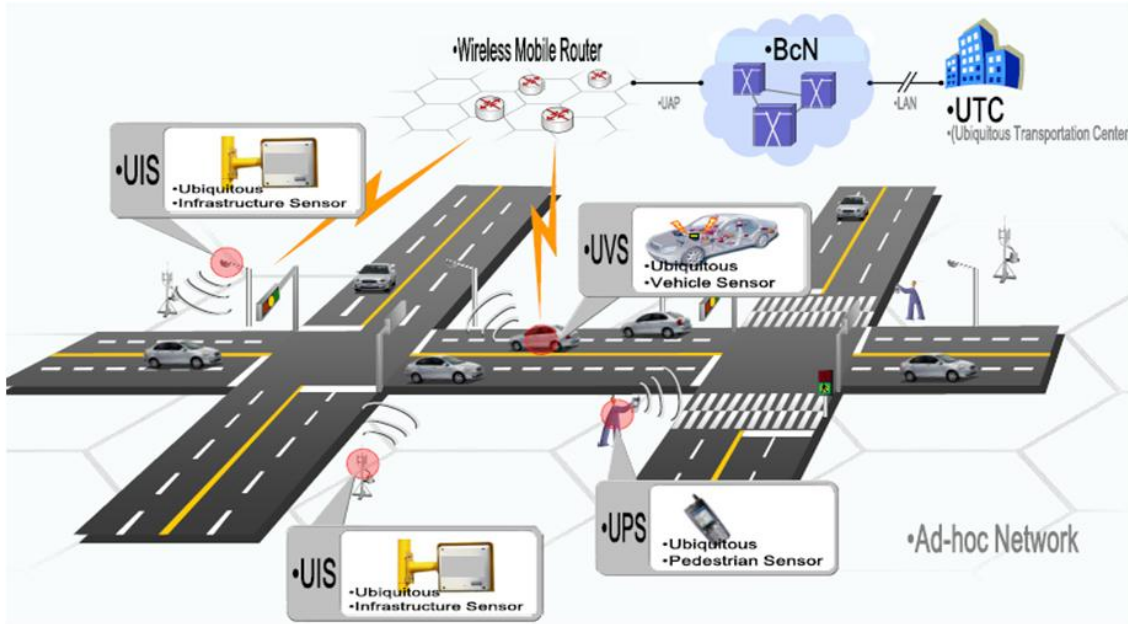 •Wireless Mobile Router
•BcN
•UAP
•LAN
•UTC
•(Ubiquitous Transportation Center
•UIS
•Ubiquitous
•Infrastructure Sensor
•UVS
•Ubiquitous
•Vehicle Sensor
•UPS
•Ubiquitous
•Pedestrian Sensor
•Ad-hoc Network
•UIS
•Ubiquitous
•Infrastructure Sensor